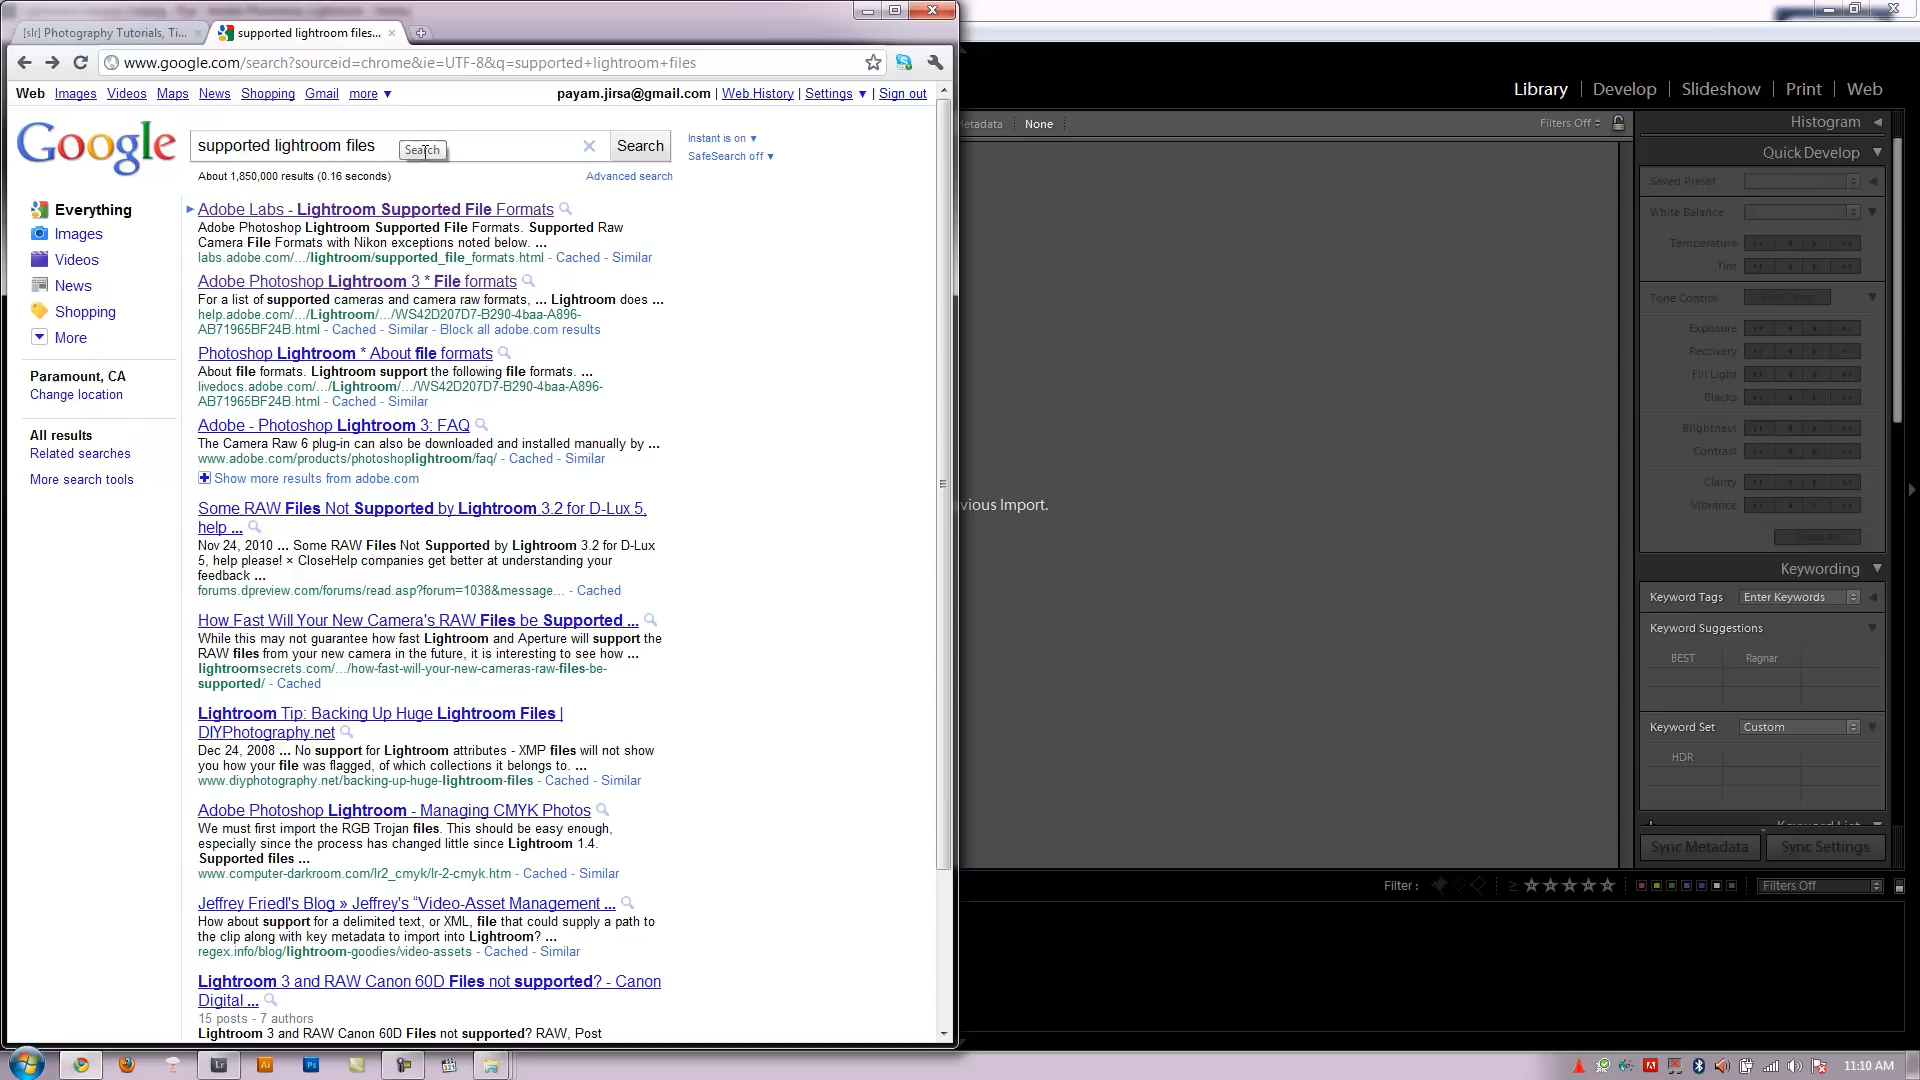 [slr] Photography Tutorials, Ti...
supported lightroom files...
www.google.com/search?sourceid=chrome&ie=UTF-8&q=supported+lightroom+files
Web Images Videos Maps News Shopping Gmail more ▼
payam.jirsa@gmail.com | Web History | Settings ▼ | Sign out
Google
supported lightroom files
Search
Search
Instant is on ▼
SafeSearch off ▼
About 1,850,000 results (0.16 seconds)
Advanced search
Everything
Images
Videos
News
Shopping
More
Paramount, CA
Change location
All results
Related searches
More search tools
Adobe Labs - Lightroom Supported File Formats
Adobe Photoshop Lightroom Supported File Formats. Supported Raw
Camera File Formats with Nikon exceptions noted below. ...
labs.adobe.com/.../lightroom/supported_file_formats.html - Cached - Similar
Adobe Photoshop Lightroom 3 * File formats
For a list of supported cameras and camera raw formats, ... Lightroom does ...
help.adobe.com/.../Lightroom/.../WS42D207D7-B290-4baa-A896-
AB71965BF24B.html - Cached - Similar - Block all adobe.com results
Photoshop Lightroom * About file formats
About file formats. Lightroom support the following file formats. ...
livedocs.adobe.com/.../Lightroom/.../WS42D207D7-B290-4baa-A896-
AB71965BF24B.html - Cached - Similar
Adobe - Photoshop Lightroom 3: FAQ
The Camera Raw 6 plug-in can also be downloaded and installed manually by ...
www.adobe.com/products/photoshoplightroom/faq/ - Cached - Similar
Show more results from adobe.com
Some RAW Files Not Supported by Lightroom 3.2 for D-Lux 5,
help ...
Nov 24, 2010 ... Some RAW Files Not Supported by Lightroom 3.2 for D-Lux
5, help please! × CloseHelp companies get better at understanding your
feedback ...
forums.dpreview.com/forums/read.asp?forum=1038&message... - Cached
How Fast Will Your New Camera's RAW Files be Supported ...
While this may not guarantee how fast Lightroom and Aperture will support the
RAW files from your new camera in the future, it is interesting to see how ...
lightroomsecrets.com/.../how-fast-will-your-new-cameras-raw-files-be-
supported/ - Cached
Lightroom Tip: Backing Up Huge Lightroom Files |
DIYPhotography.net
Dec 24, 2008 ... No support for Lightroom attributes - XMP files will not show
you how your file was flagged, of which collections it belongs to. ...
www.diyphotography.net/backing-up-huge-lightroom-files - Cached - Similar
Adobe Photoshop Lightroom - Managing CMYK Photos
We must first import the RGB Trojan files. This should be easy enough,
especially since the process has changed little since Lightroom 1.4.
Supported files ...
www.computer-darkroom.com/lr2_cmyk/lr-2-cmyk.htm - Cached - Similar
Jeffrey Friedl's Blog » Jeffrey's “Video-Asset Management ...
How about support for a delimited text, or XML, file that could supply a path to
the clip along with key metadata to import into Lightroom? ...
regex.info/blog/lightroom-goodies/video-assets - Cached - Similar
Lightroom 3 and RAW Canon 60D Files not supported? - Canon
Digital ...
15 posts - 7 authors
Lightroom 3 and RAW Canon 60D Files not supported? RAW, Post
Library | Develop | Slideshow | Print | Web
etadata None
Filters Off
Histogram
Quick Develop
Saved Preset
White Balance
Temperature
Tint
Tone Control
Exposure
Recovery
Fill Light
Blacks
Brightness
Contrast
Clarity
Vibrance
vious Import.
Keywording
Keyword Tags Enter Keywords
Keyword Suggestions
BEST Ragnar
Keyword Set Custom
HDR
Keyword List
Sync Metadata Sync Settings
Filter : Filters Off
Lr Ai Ps
11:10 AM